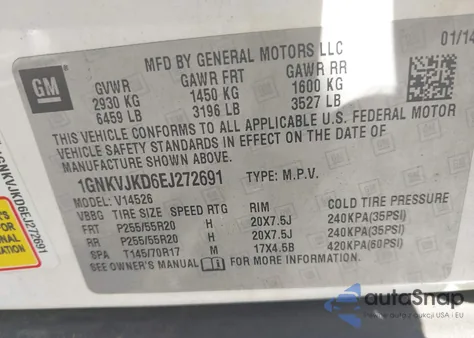 MFD BY GENERAL MOTORS LLC
01/14
GM
GVWR GAWR FRT GAWR RR
2930 KG 1450 KG 1600 KG
6459 LB 3196 LB 3527 LB
THIS VEHICLE CONFORMS TO ALL APPLICABLE U.S. FEDERAL MOTOR
VEHICLE SAFETY STANDARDS IN EFFECT ON THE DATE OF
MANUFACTURE SHOWN ABOVE.
1GNKVJKD6EJ272691 TYPE: M.P.V.
MODEL: V14526
VBBG TIRE SIZE SPEED RTG RIM COLD TIRE PRESSURE
FRT P255/55R20 H 20X7.5J 240KPA(35PSI)
RR P255/55R20 H 20X7.5J 240KPA(35PSI)
SPA T145/70R17 M 17X4.5B 420KPA(60PSI)
SEE OWNER'S MANUAL FOR ADDITIONAL INFORMATION
1GNKVJKD6EJ272691
autoSnap